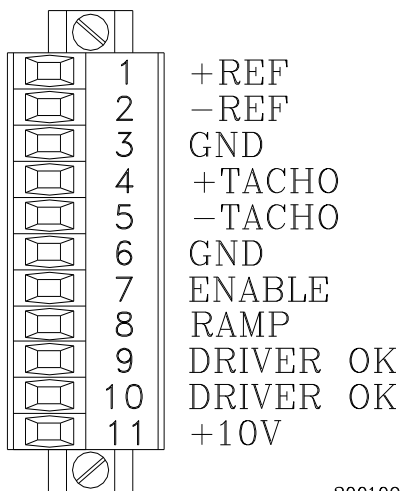 1 +REF
2 -REF
3 GND
4 +TACHO
5 -TACHO
6 GND
7 ENABLE
8 RAMP
9 DRIVER OK
10 DRIVER OK
11 +10V